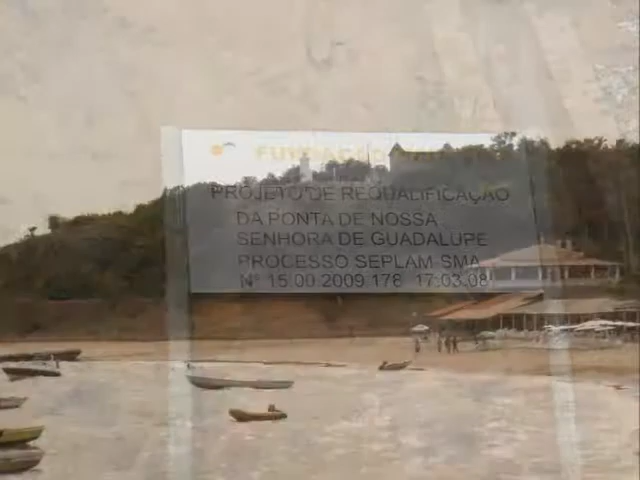 FUNDAÇÃO
PROJETO DE REQUALIFICAÇÃO
DA PONTA DE NOSSA
SENHORA DE GUADALUPE
PROCESSO SEPLAM-SMA
Nº 15.00.2009.178 17.03.08